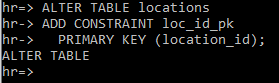 hr=> ALTER TABLE locations
hr-> ADD CONSTRAINT loc_id_pk
hr->   PRIMARY KEY (location_id);
ALTER TABLE
hr=>